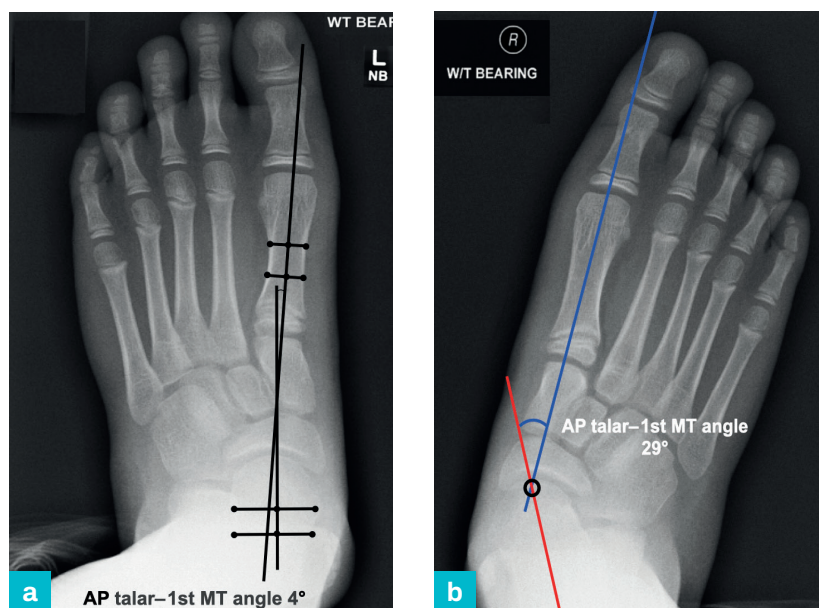 WT BEAR
L
NB
AP talar–1st MT angle 4°
a
R
W/T BEARING
AP talar–1st MT angle
29°
b